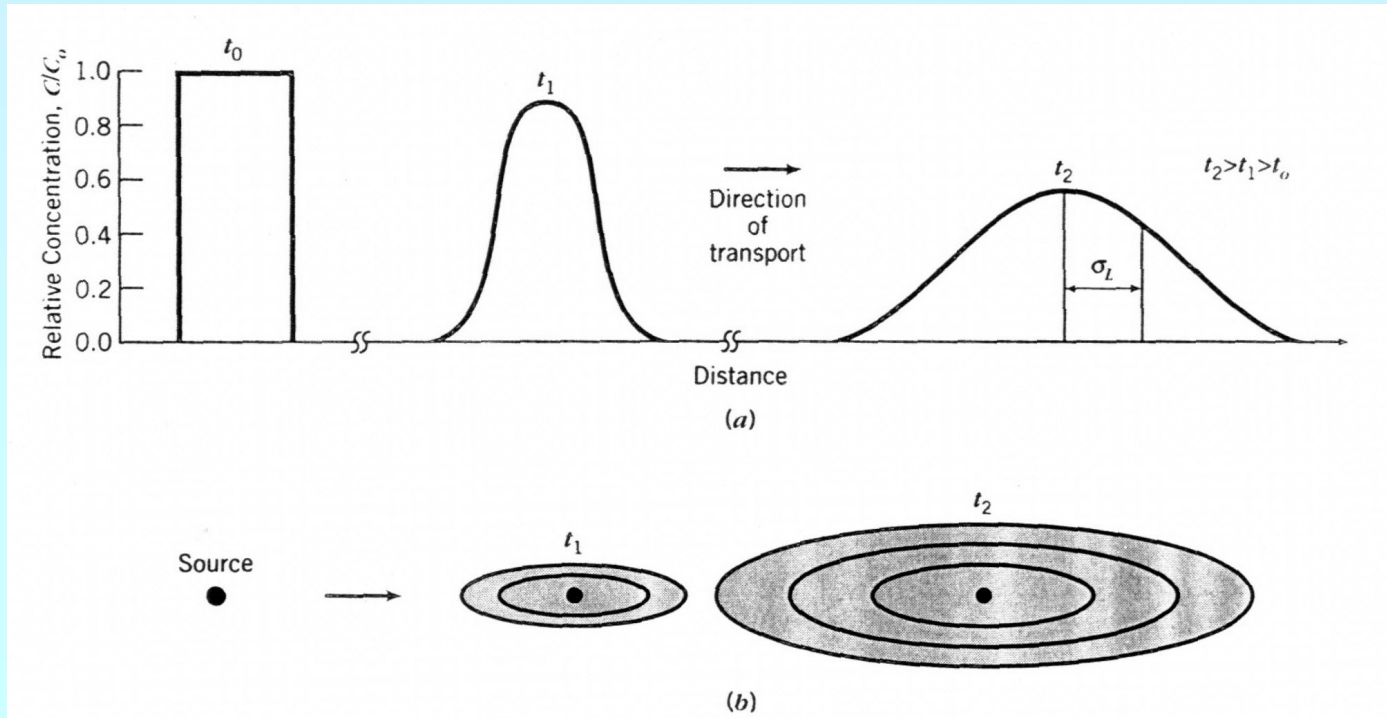 t₀
Relative Concentration, C/Cₒ
1.0
0.8
0.6
0.4
0.2
0.0
t₁
Direction
of
transport
t₂
t₂>t₁>tₒ
σL
Distance
(a)
Source
t₁
t₂
(b)